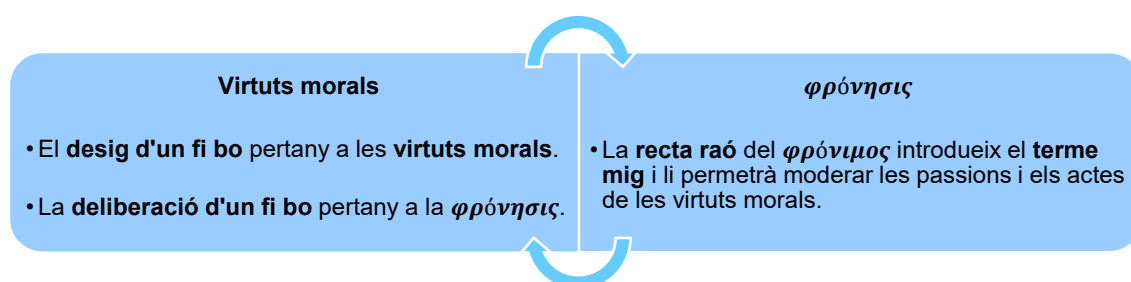 Virtuts morals
• El desig d'un fi bo pertany a les virtuts morals.
• La deliberació d'un fi bo pertany a la φρόνησις.
φρόνησις
• La recta raó del φρόνιμος introdueix el terme
mig i li permetrà moderar les passions i els actes
de les virtuts morals.